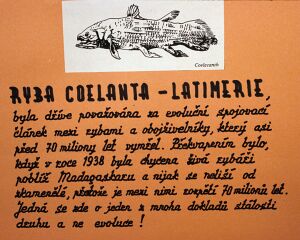 Coelacanth
RYBA COELANTA - LATIMERIE,
byla dříve považována za evoluční spojovací
článek mezi rybami a obojživelníky, který asi
před 70 miliony let vymřel. Překvapením bylo,
když v roce 1938 byla chycena živá rybáři
poblíž Madagaskaru a nijak se neliší od
zkamenělé, přestože je mezi nimi rozpětí 70 milionů let.
Jedná se zde o jeden z mnoha dokladů stálosti
druhu a ne evoluce!